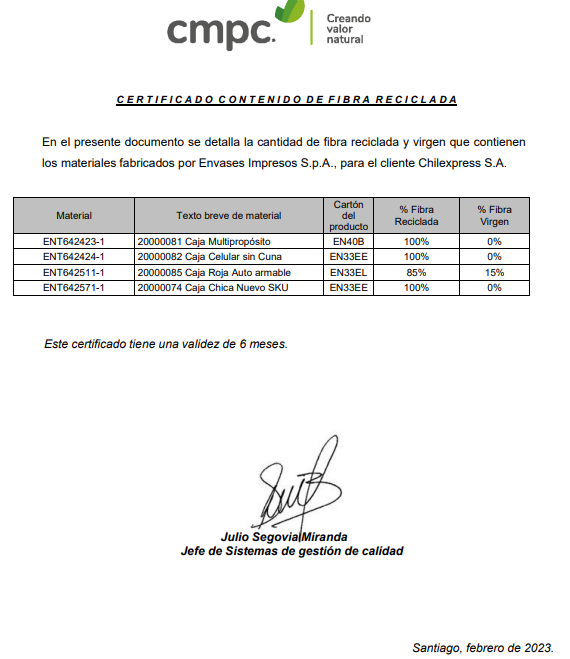 cmpc.
Creando
valor
natural
CERTIFICADO CONTENIDO DE FIBRA RECICLADA
En el presente documento se detalla la cantidad de fibra reciclada y virgen que contienen
los materiales fabricados por Envases Impresos S.p.A., para el cliente Chilexpress S.A.
Material Texto breve de material Cartón del producto % Fibra Reciclada % Fibra Virgen
ENT642423-1 20000081 Caja Multipropósito EN40B 100% 0%
ENT642424-1 20000082 Caja Celular sin Cuna EN33EE 100% 0%
ENT642511-1 20000085 Caja Roja Auto armable EN33EL 85% 15%
ENT642571-1 20000074 Caja Chica Nuevo SKU EN33EE 100% 0%
Este certificado tiene una validez de 6 meses.
Julio Segovia Miranda
Jefe de Sistemas de gestión de calidad
Santiago, febrero de 2023.